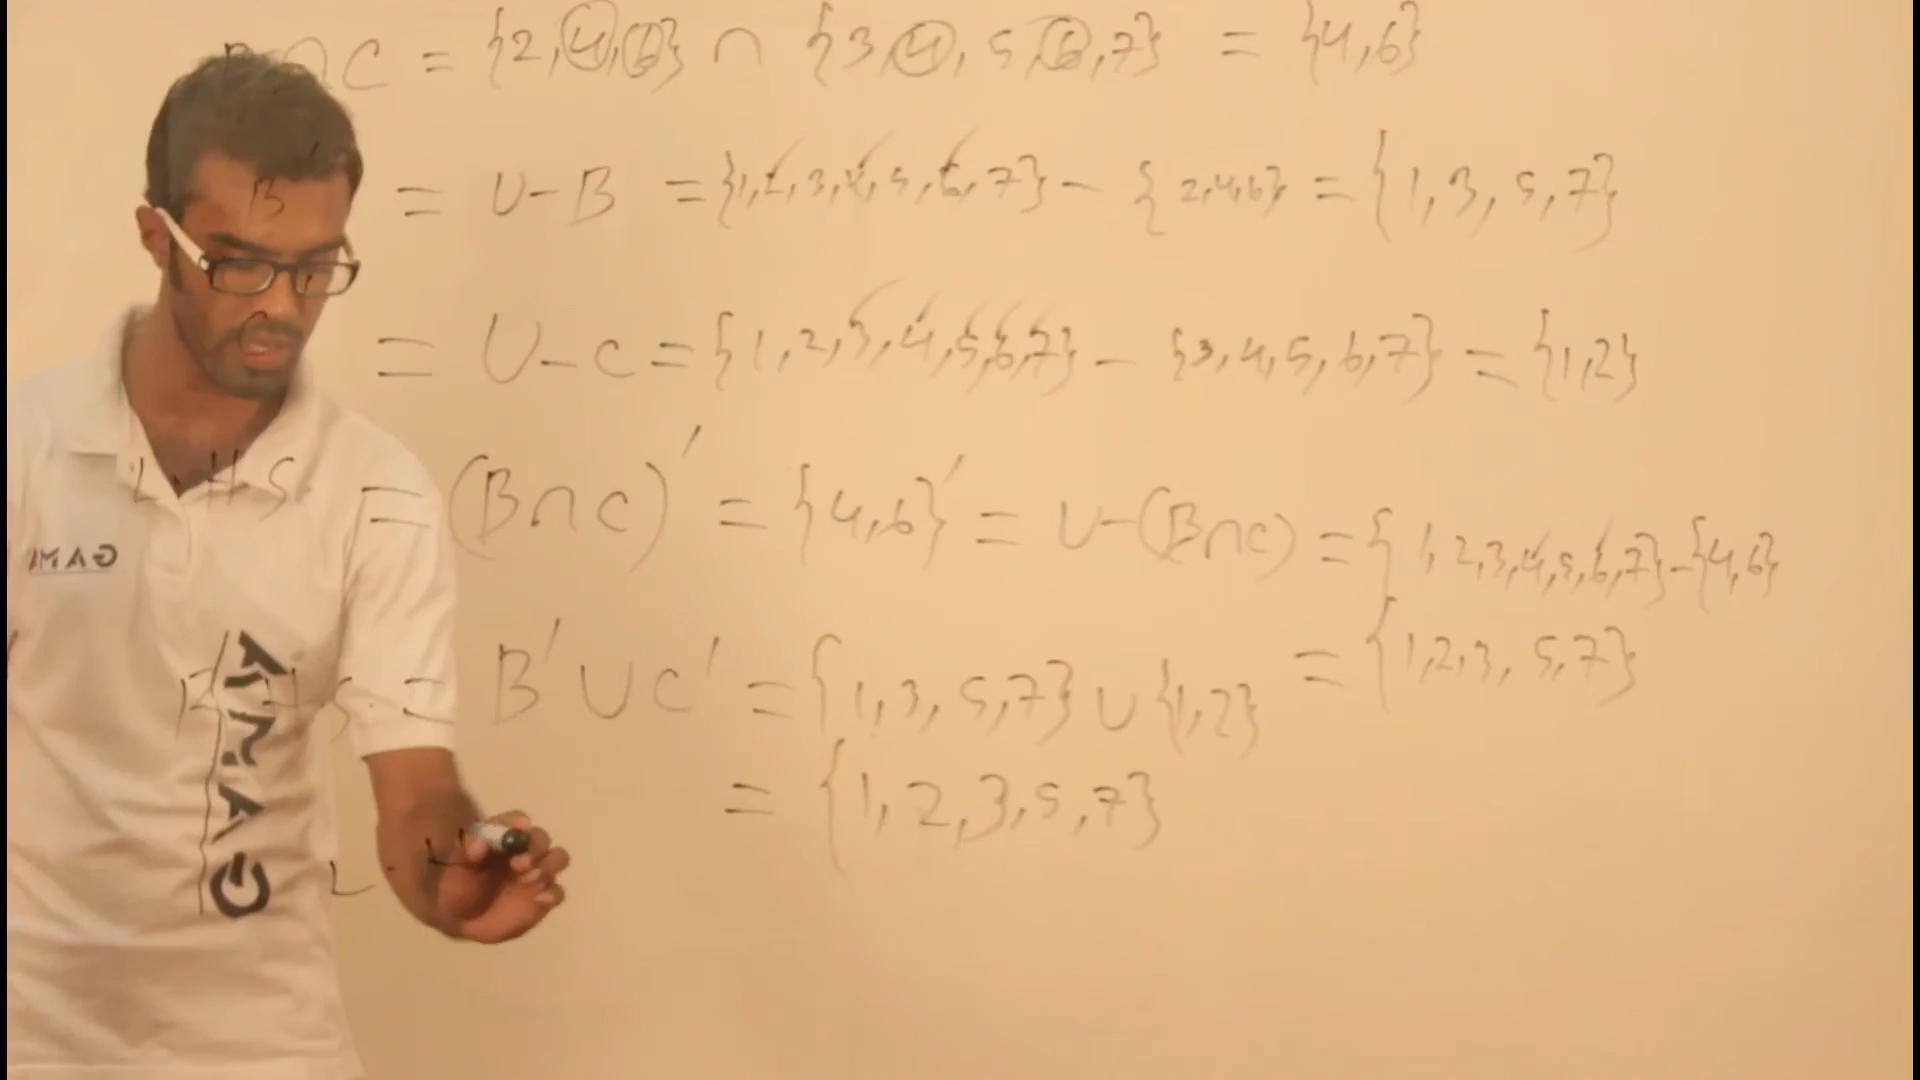 B∩C = {2,4,6} ∩ {3,4,5,6,7} = {4,6}
B' = U-B = {1,2,3,4,5,6,7} - {2,4,6} = {1,3,5,7}
C' = U-C = {1,2,3,4,5,6,7} - {3,4,5,6,7} = {1,2}
L.H.S. = (B∩C)' = {4,6}' = U-(B∩C) = {1,2,3,4,5,6,7}-{4,6}
= {1,2,3,5,7}
R.H.S. = B'∪C' = {1,3,5,7}∪{1,2}
= {1,2,3,5,7}
L.H